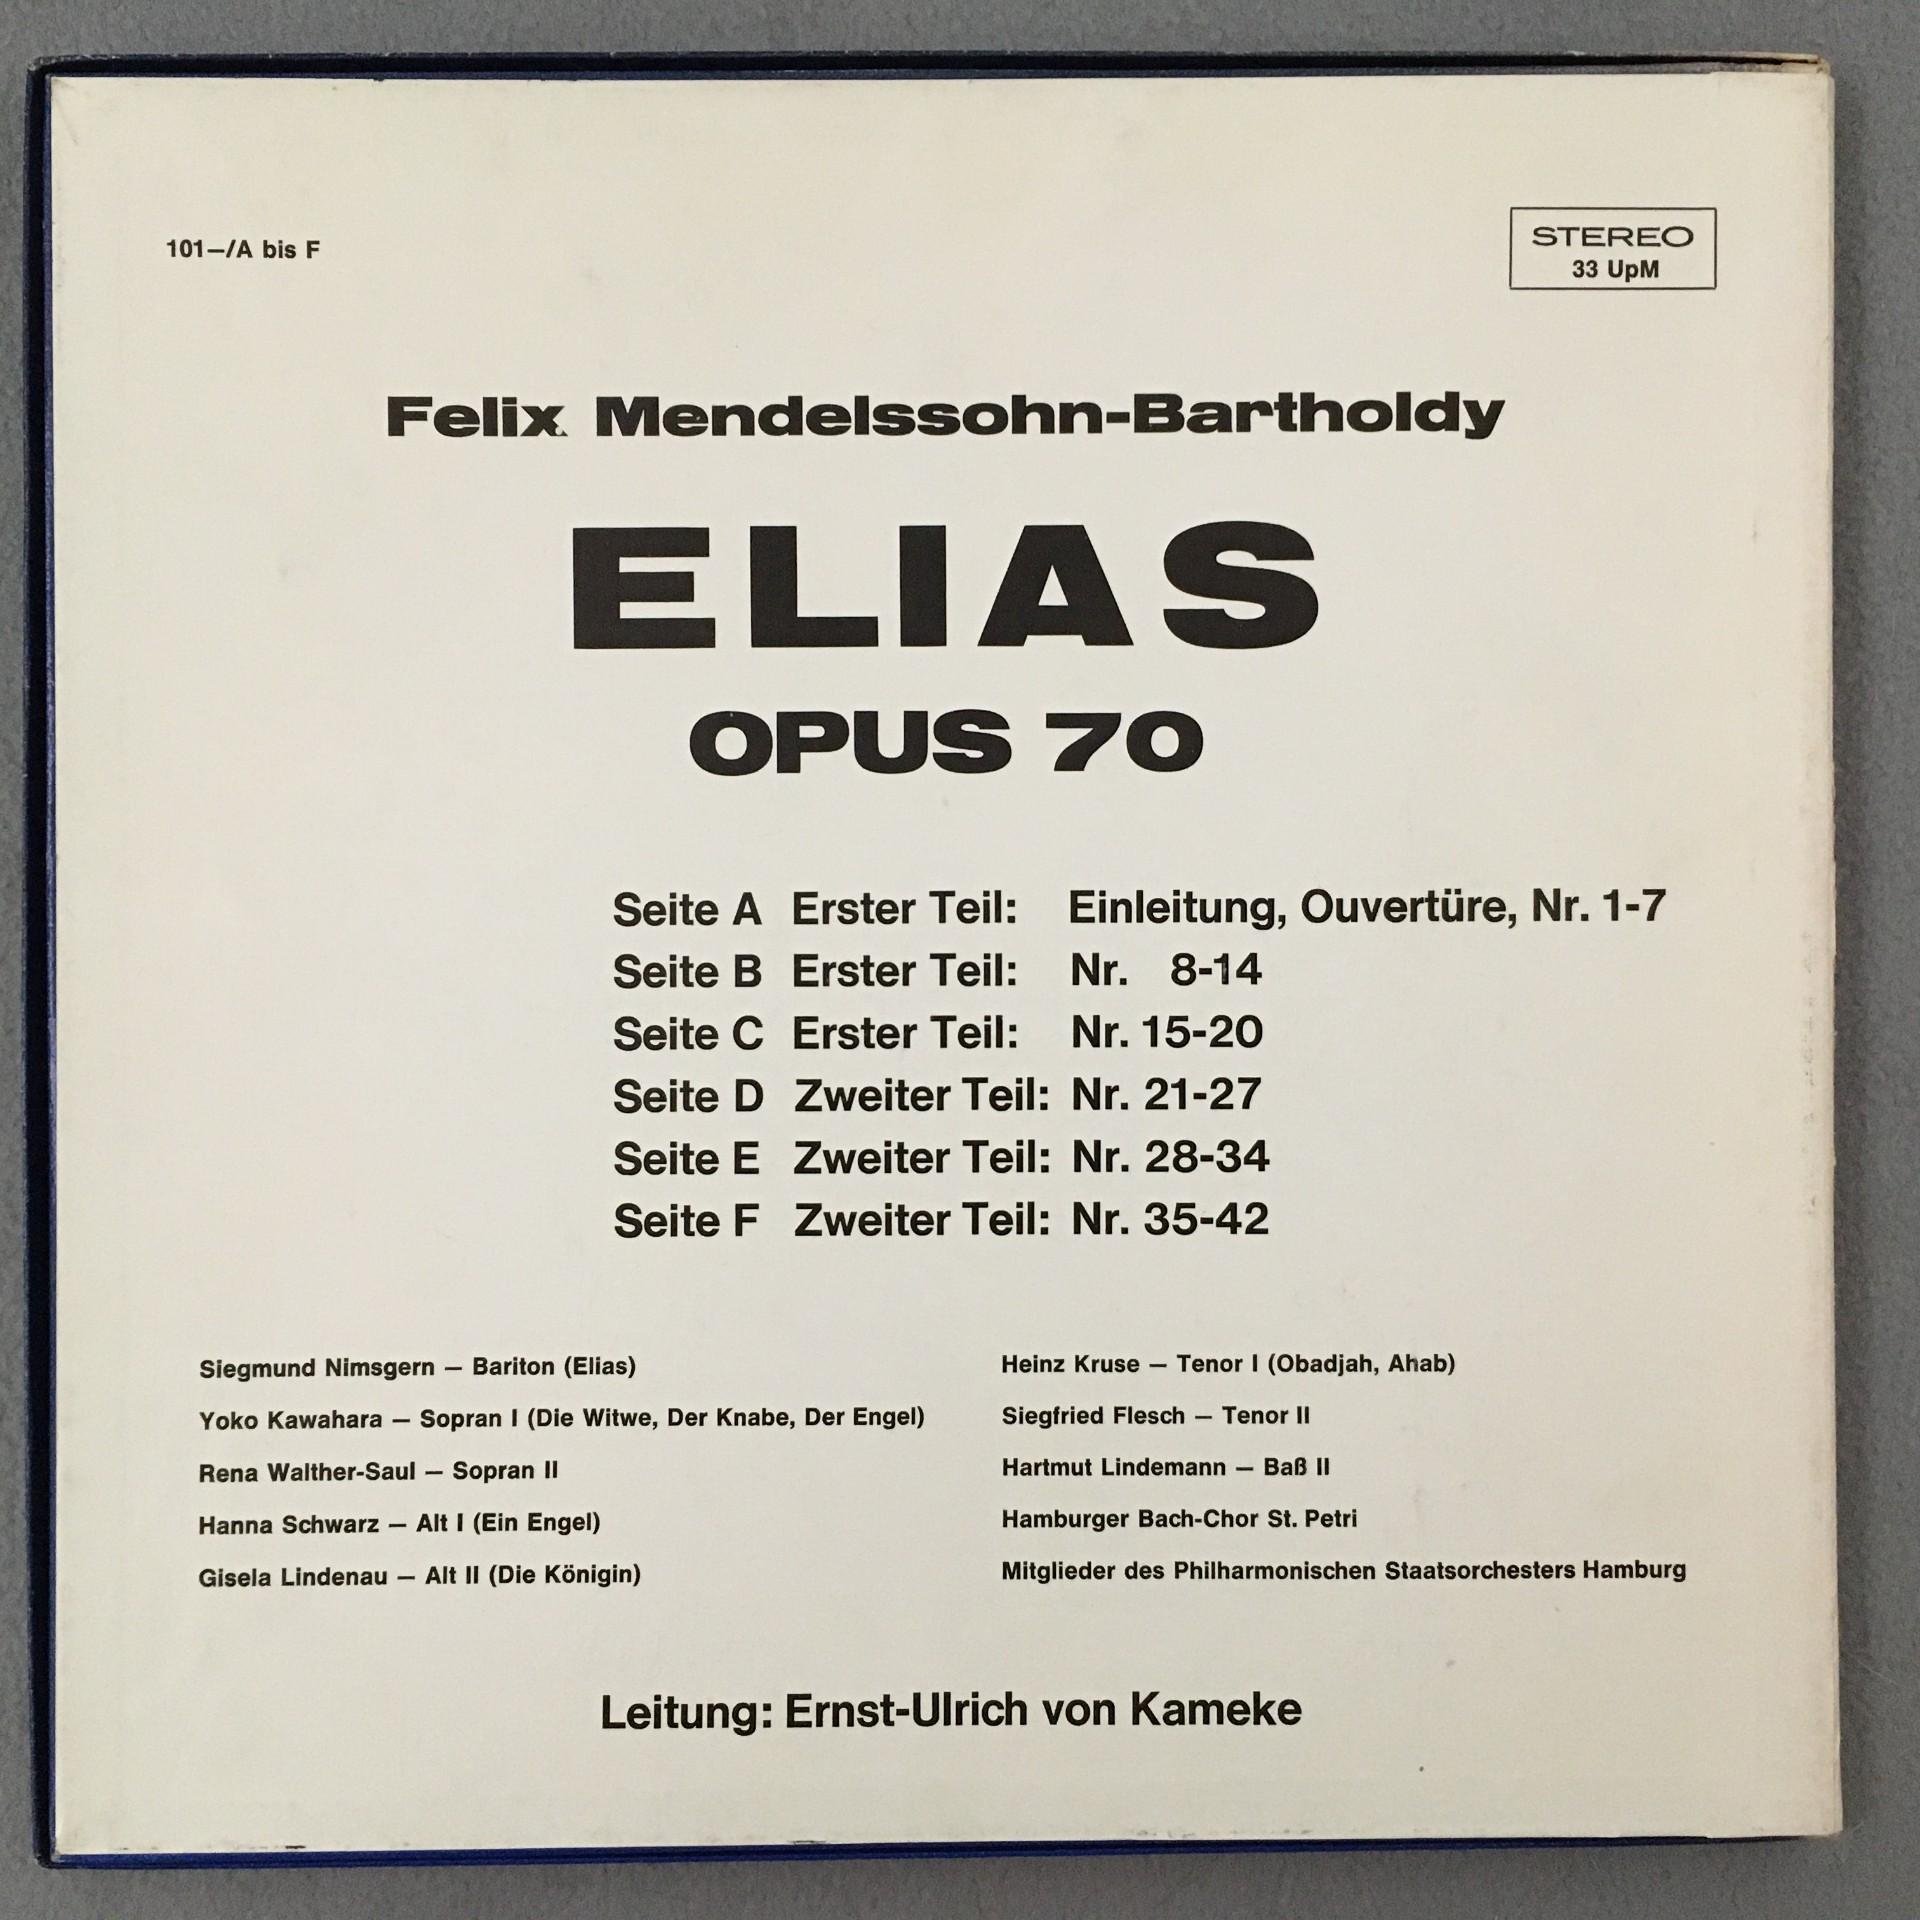 101—/A bis F
STEREO
33 UpM
Felix Mendelssohn-Bartholdy
ELIAS
OPUS 70
Seite A Erster Teil: Einleitung, Ouvertüre, Nr. 1-7
Seite B Erster Teil: Nr. 8-14
Seite C Erster Teil: Nr. 15-20
Seite D Zweiter Teil: Nr. 21-27
Seite E Zweiter Teil: Nr. 28-34
Seite F Zweiter Teil: Nr. 35-42
Siegmund Nimsgern — Bariton (Elias)
Yoko Kawahara — Sopran I (Die Witwe, Der Knabe, Der Engel)
Rena Walther-Saul — Sopran II
Hanna Schwarz — Alt I (Ein Engel)
Gisela Lindenau — Alt II (Die Königin)
Heinz Kruse — Tenor I (Obadjah, Ahab)
Siegfried Flesch — Tenor II
Hartmut Lindemann — Baß II
Hamburger Bach-Chor St. Petri
Mitglieder des Philharmonischen Staatsorchesters Hamburg
Leitung: Ernst-Ulrich von Kameke